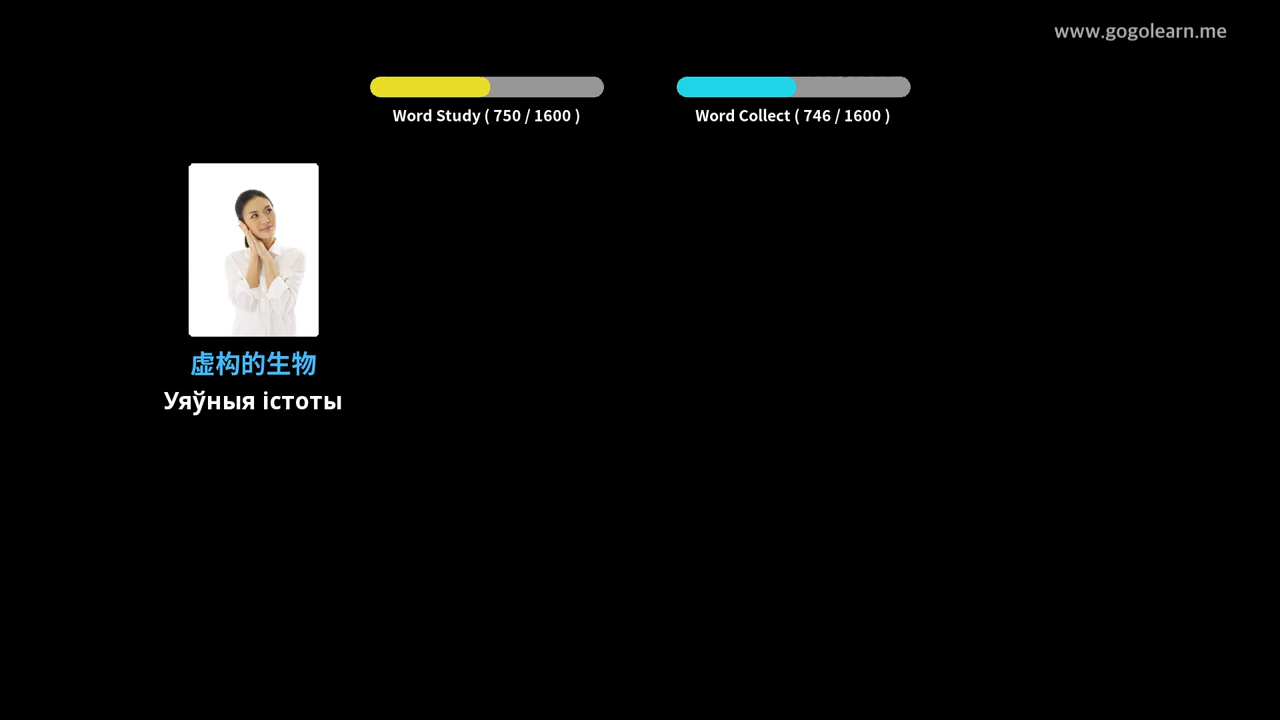 www.gogolearn.me
Word Study ( 750 / 1600 )
Word Collect ( 746 / 1600 )
虚构的生物
Уяўныя істоты